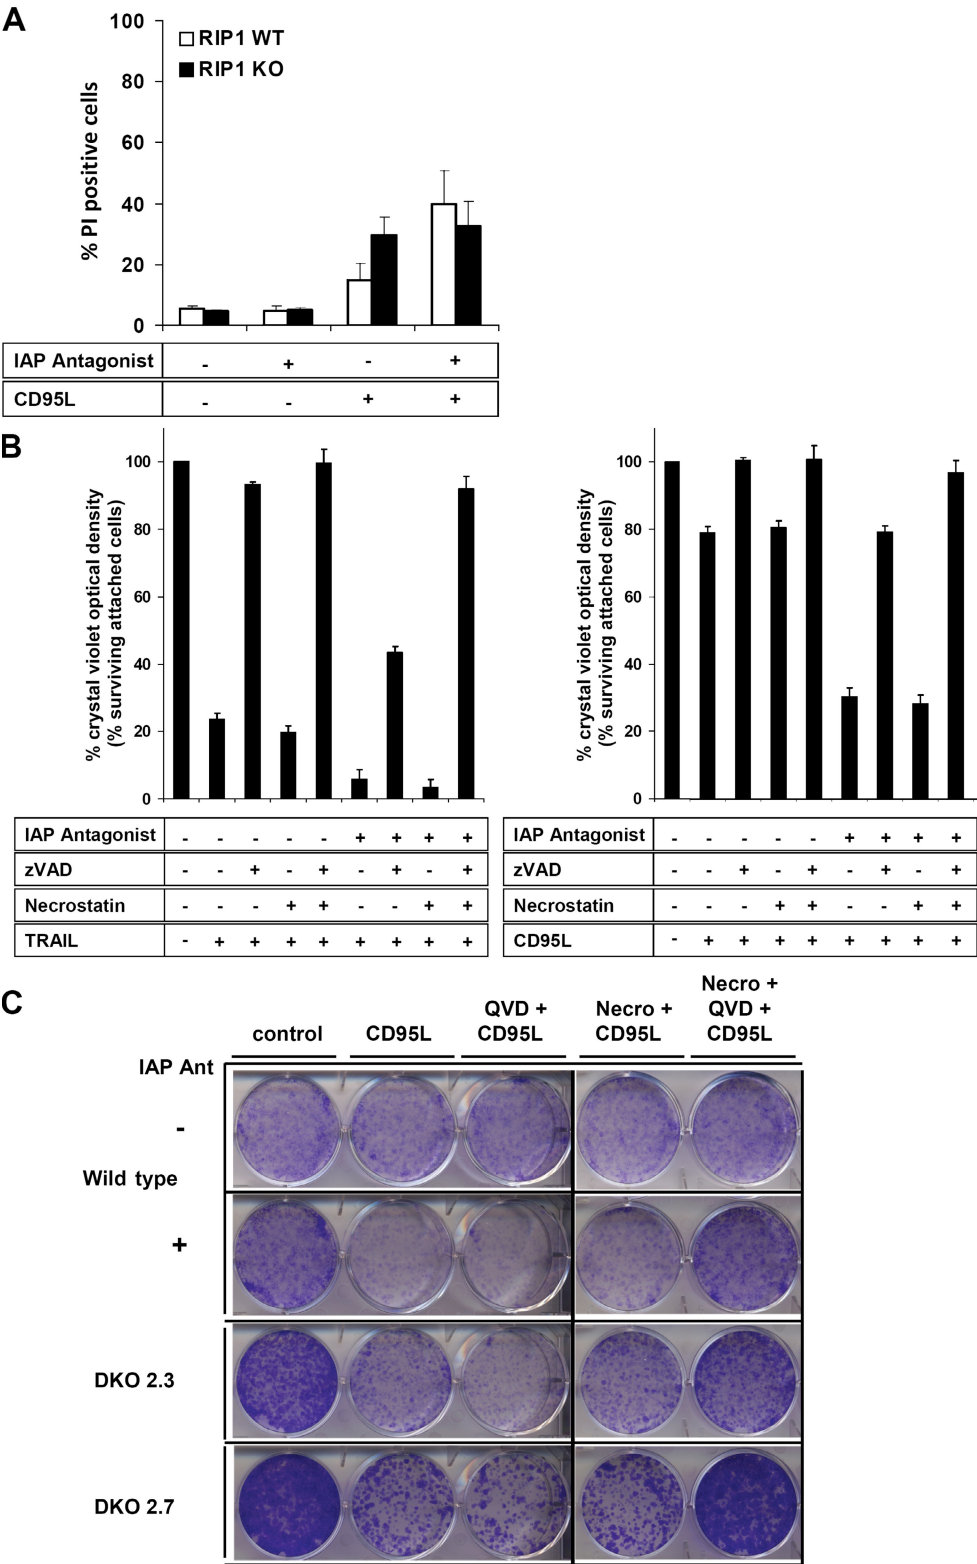 A
100
80
60
40
20
0
% PI positive cells
RIP1 WT
RIP1 KO
IAP Antagonist - + - +
CD95L - - + +
B
100
80
60
40
20
0
% crystal violet optical density
(% surviving attached cells)
IAP Antagonist - - - - - + + + +
zVAD - - + - + - + - +
Necrostatin - - - + + - - + +
TRAIL - + + + + + + + +
100
80
60
40
20
0
% crystal violet optical density
(% surviving attached cells)
IAP Antagonist - - - - - + + + +
zVAD - - + - + - + - +
Necrostatin - - - + + - - + +
CD95L - + + + + + + + +
C
control
CD95L
QVD +
CD95L
Necro +
CD95L
Necro +
QVD +
CD95L
IAP Ant
-
Wild type
+
DKO 2.3
DKO 2.7